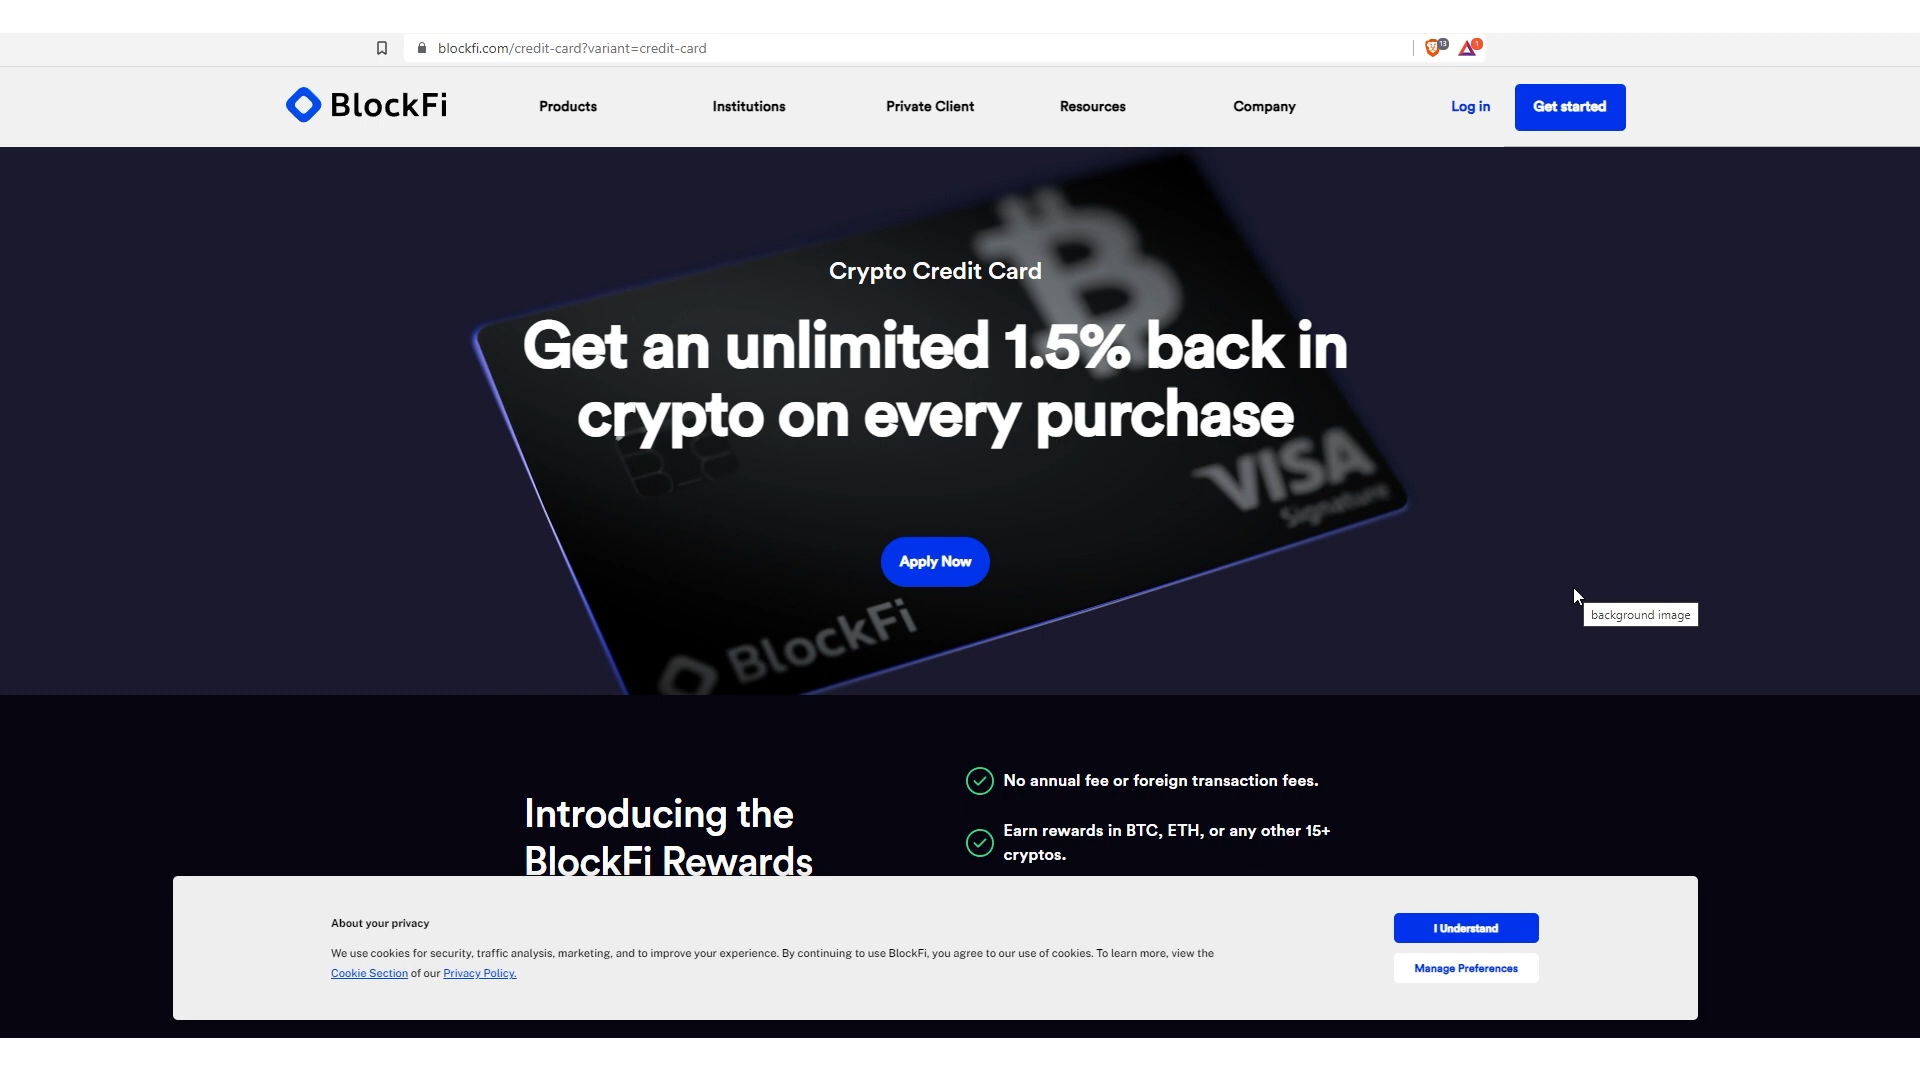 blockfi.com/credit-card?variant=credit-card
13
1
BlockFi
Products
Institutions
Private Client
Resources
Company
Log in
Get started
Crypto Credit Card
Get an unlimited 1.5% back in
crypto on every purchase
VISA
Signature
Apply Now
BlockFi
background image
Introducing the
BlockFi Rewards
No annual fee or foreign transaction fees.
Earn rewards in BTC, ETH, or any other 15+
cryptos.
About your privacy
We use cookies for security, traffic analysis, marketing, and to improve your experience. By continuing to use BlockFi, you agree to our use of cookies. To learn more, view the
Cookie Section of our Privacy Policy.
I Understand
Manage Preferences